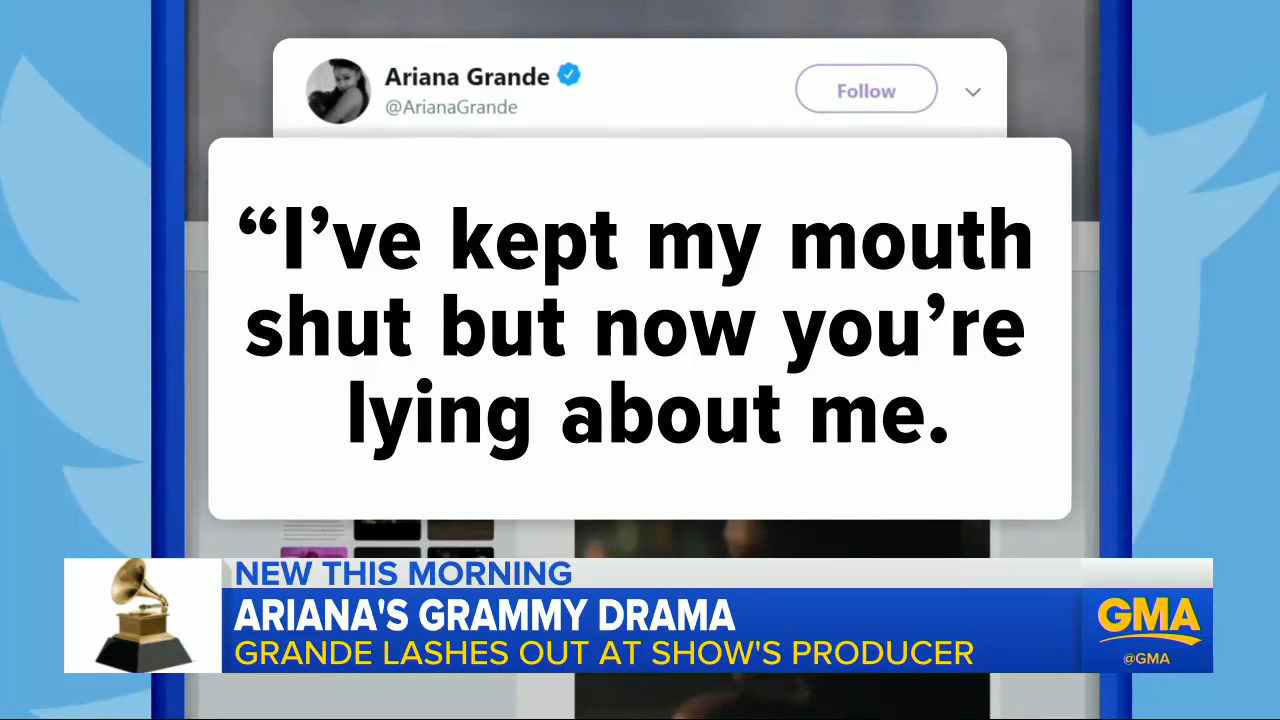 Ariana Grande
@ArianaGrande
Follow
“I’ve kept my mouth
shut but now you’re
lying about me.
NEW THIS MORNING
ARIANA'S GRAMMY DRAMA
GRANDE LASHES OUT AT SHOW'S PRODUCER
GMA
@GMA